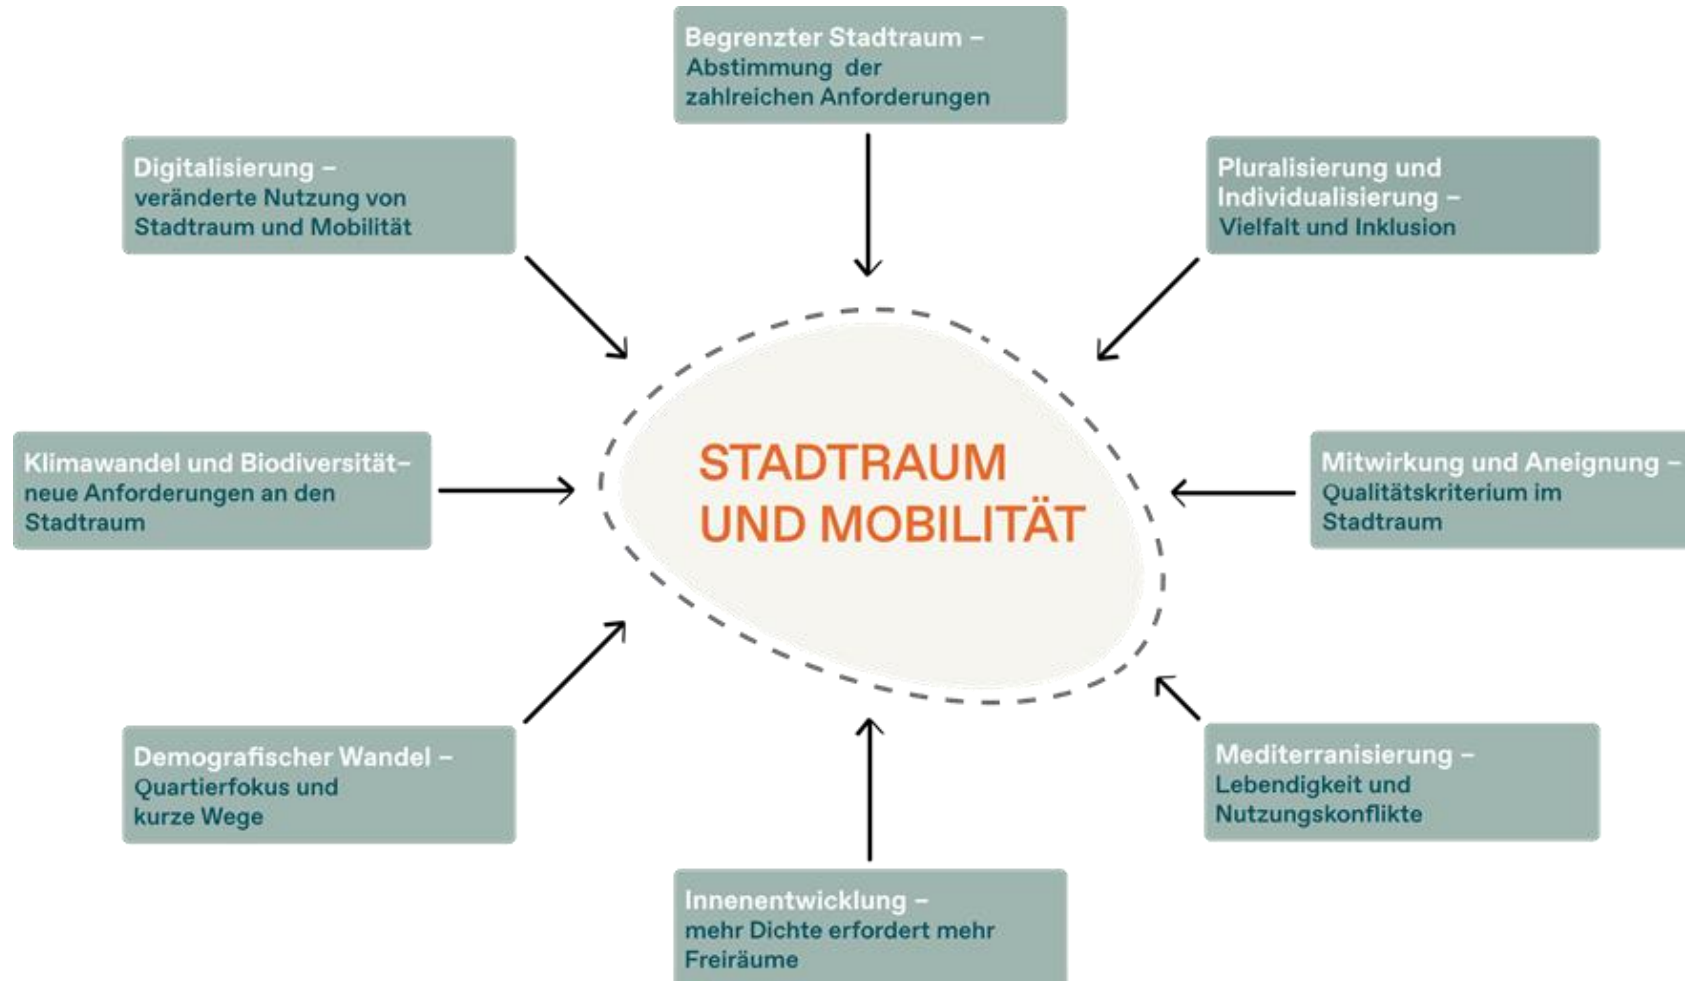 Begrenzter Stadtraum –
Abstimmung der
zahlreichen Anforderungen
Digitalisierung –
veränderte Nutzung von
Stadtraum und Mobilität
Pluralisierung und
Individualisierung –
Vielfalt und Inklusion
STADTRAUM
UND MOBILITÄT
Klimawandel und Biodiversität–
neue Anforderungen an den
Stadtraum
Mitwirkung und Aneignung –
Qualitätskriterium im
Stadtraum
Demografischer Wandel –
Quartierfokus und
kurze Wege
Mediterranisierung –
Lebendigkeit und
Nutzungskonflikte
Innenentwicklung –
mehr Dichte erfordert mehr
Freiräume